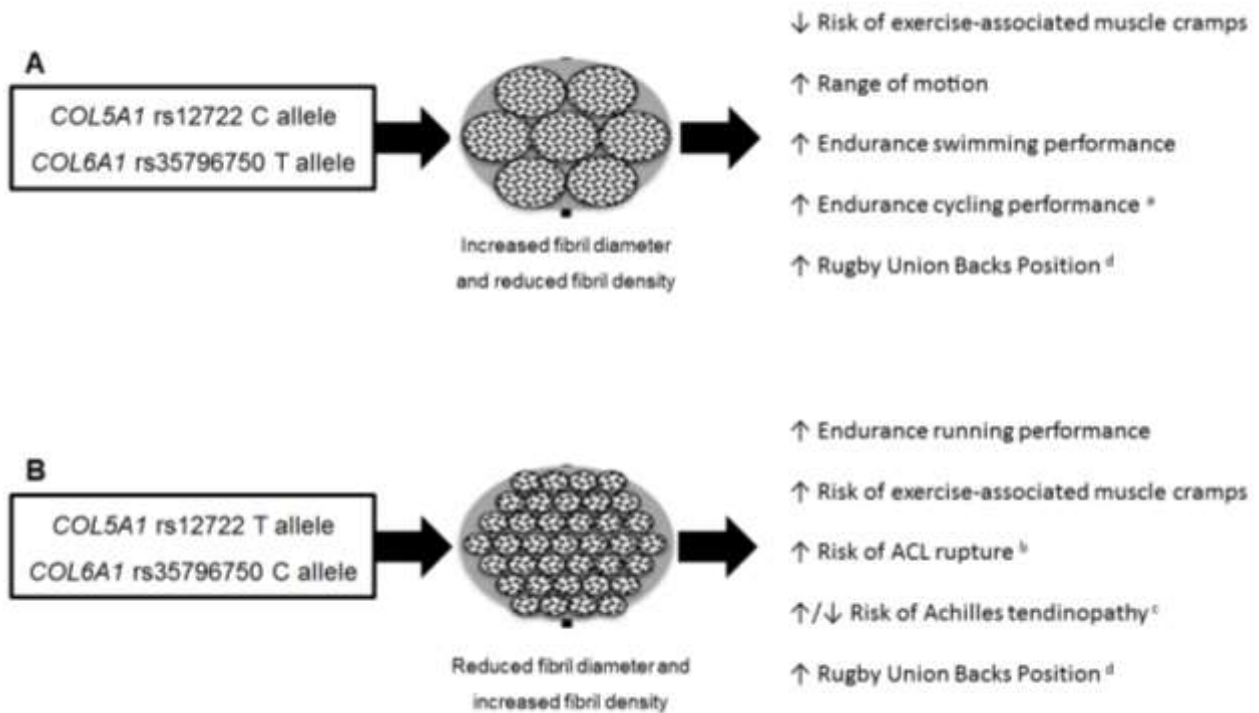 A
COL5A1 rs12722 C allele
COL6A1 rs35796750 T allele
Increased fibril diameter
and reduced fibril density
↓ Risk of exercise-associated muscle cramps
↑ Range of motion
↑ Endurance swimming performance
↑ Endurance cycling performance ᵃ
↑ Rugby Union Backs Position ᵈ
B
COL5A1 rs12722 T allele
COL6A1 rs35796750 C allele
Reduced fibril diameter and
increased fibril density
↑ Endurance running performance
↑ Risk of exercise-associated muscle cramps
↑ Risk of ACL rupture ᵇ
↑/↓ Risk of Achilles tendinopathy ᶜ
↑ Rugby Union Backs Position ᵈ